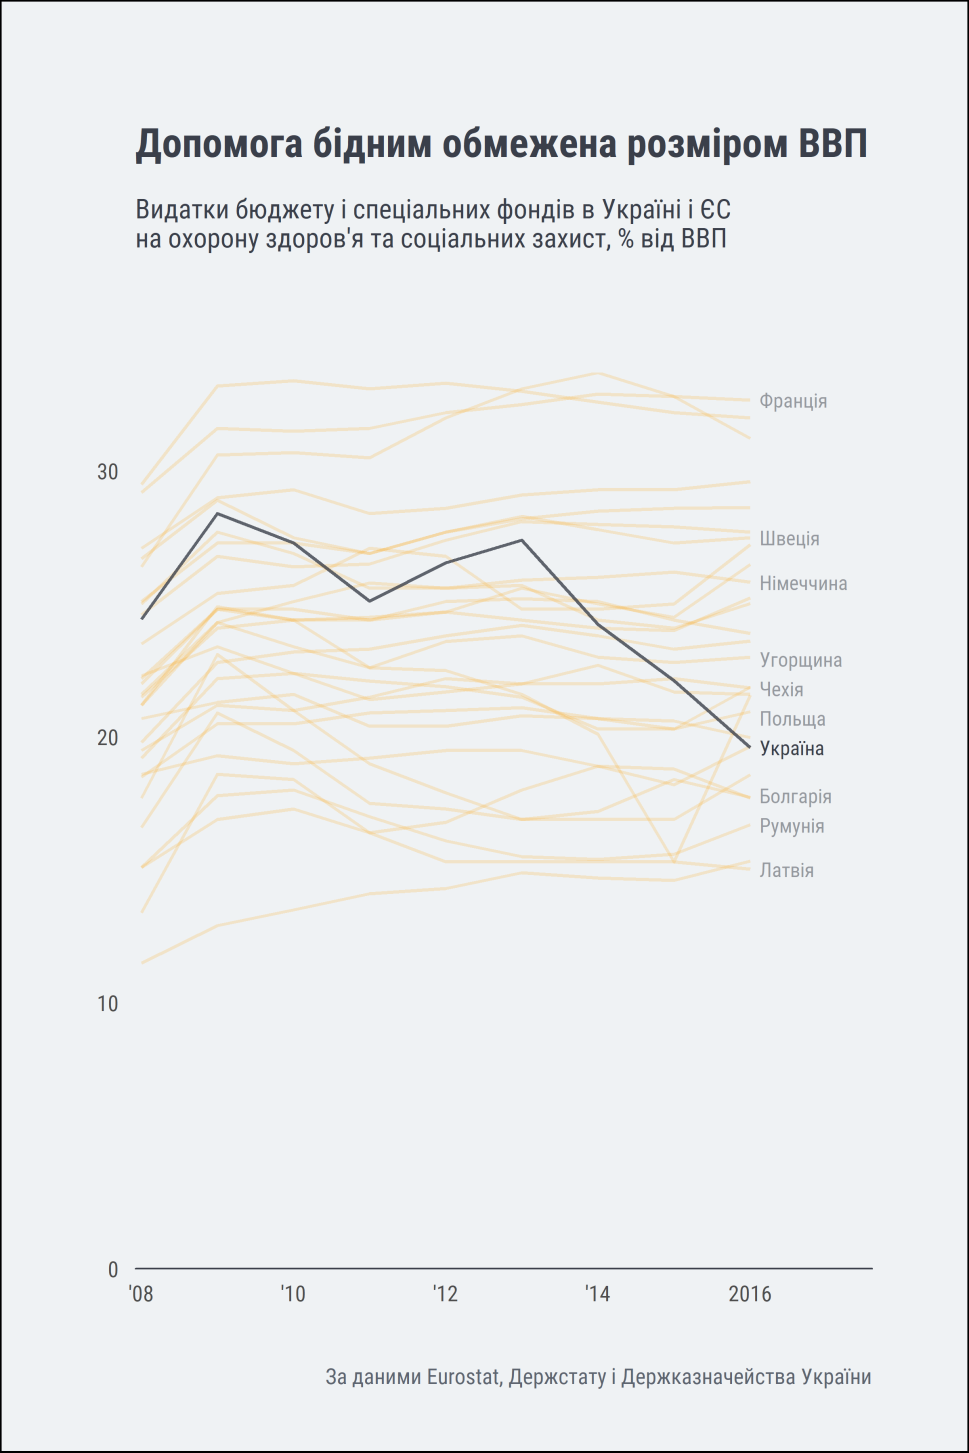 Допомога бідним обмежена розміром ВВП
Видатки бюджету і спеціальних фондів в Україні і ЄС
на охорону здоров'я та соціальних захист, % від ВВП
Франція
30
Швеція
Німеччина
Угорщина
Чехія
Польща
20
Україна
Болгарія
Румунія
Латвія
10
0
'08 '10 '12 '14 2016
За даними Eurostat, Держстату і Держказначейства України